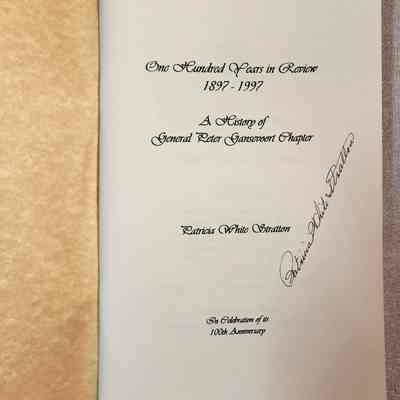 One Hundred Years in Review
1897 - 1997
A History of
General Peter Gansevoort Chapter
Patricia White Stratton
Patricia White Stratton
In Celebration of its
100th Anniversary